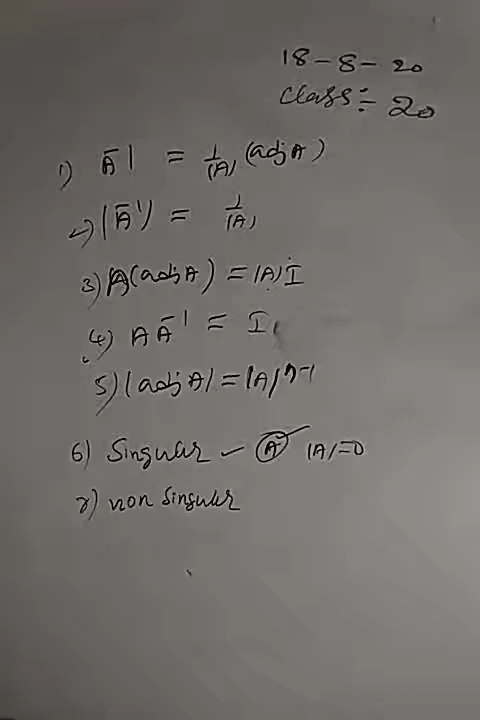 18-8-20
Class:- 20
1) A⁻¹ = 1/|A| (adj A)
2) |A⁻¹| = 1/|A|
3) A(adj A) = |A| I
4) A A⁻¹ = I
5) |adj A| = |A|ⁿ⁻¹
6) Singular - A |A|=0
7) non singular